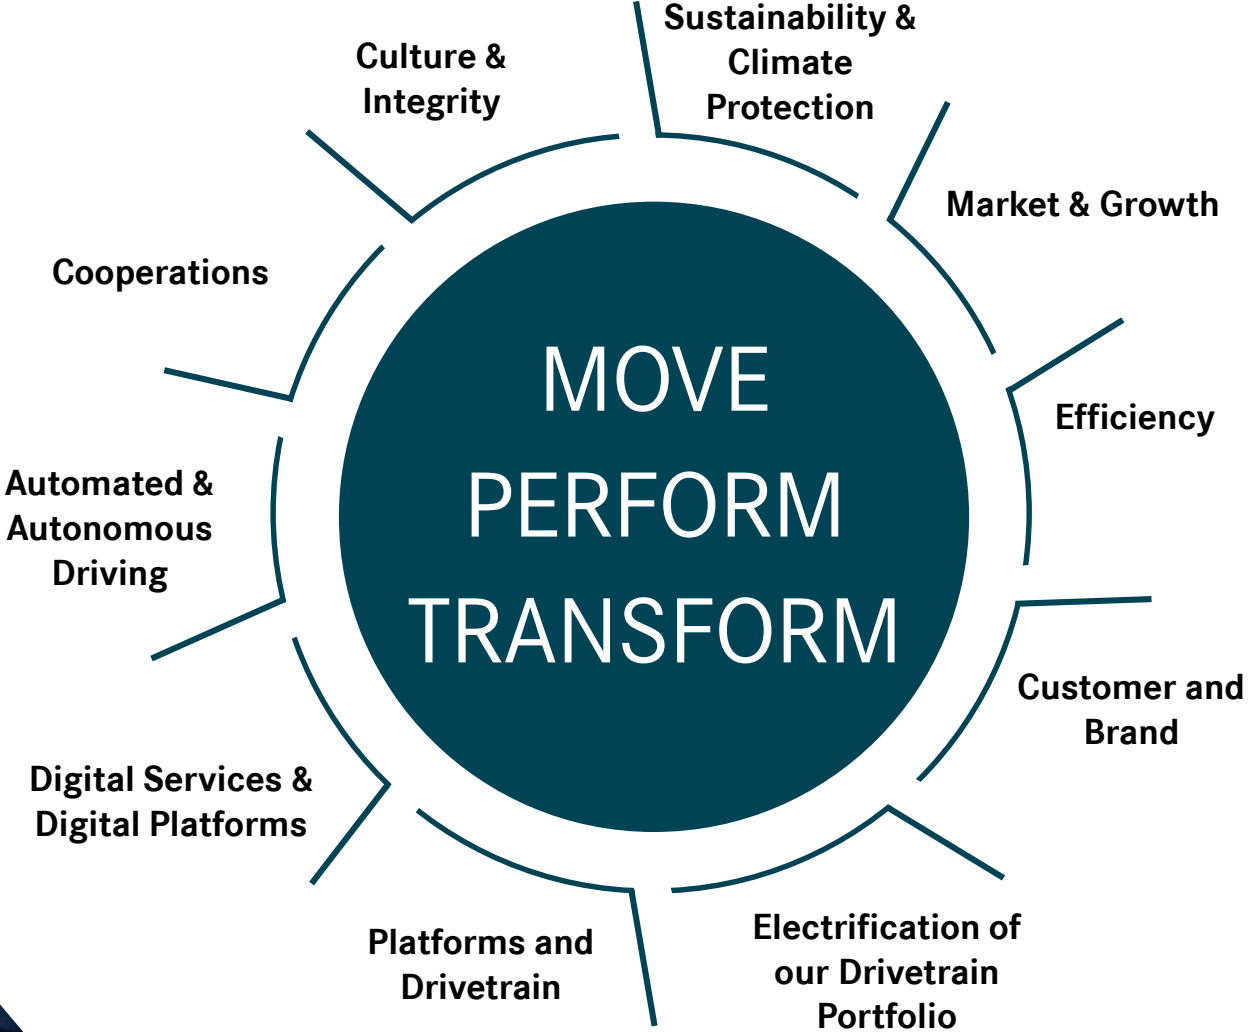 Sustainability &
Climate
Protection
Market & Growth
Efficiency
Customer and
Brand
Electrification of
our Drivetrain
Portfolio
Platforms and
Drivetrain
Digital Services &
Digital Platforms
Automated &
Autonomous
Driving
Cooperations
Culture &
Integrity
MOVE
PERFORM
TRANSFORM